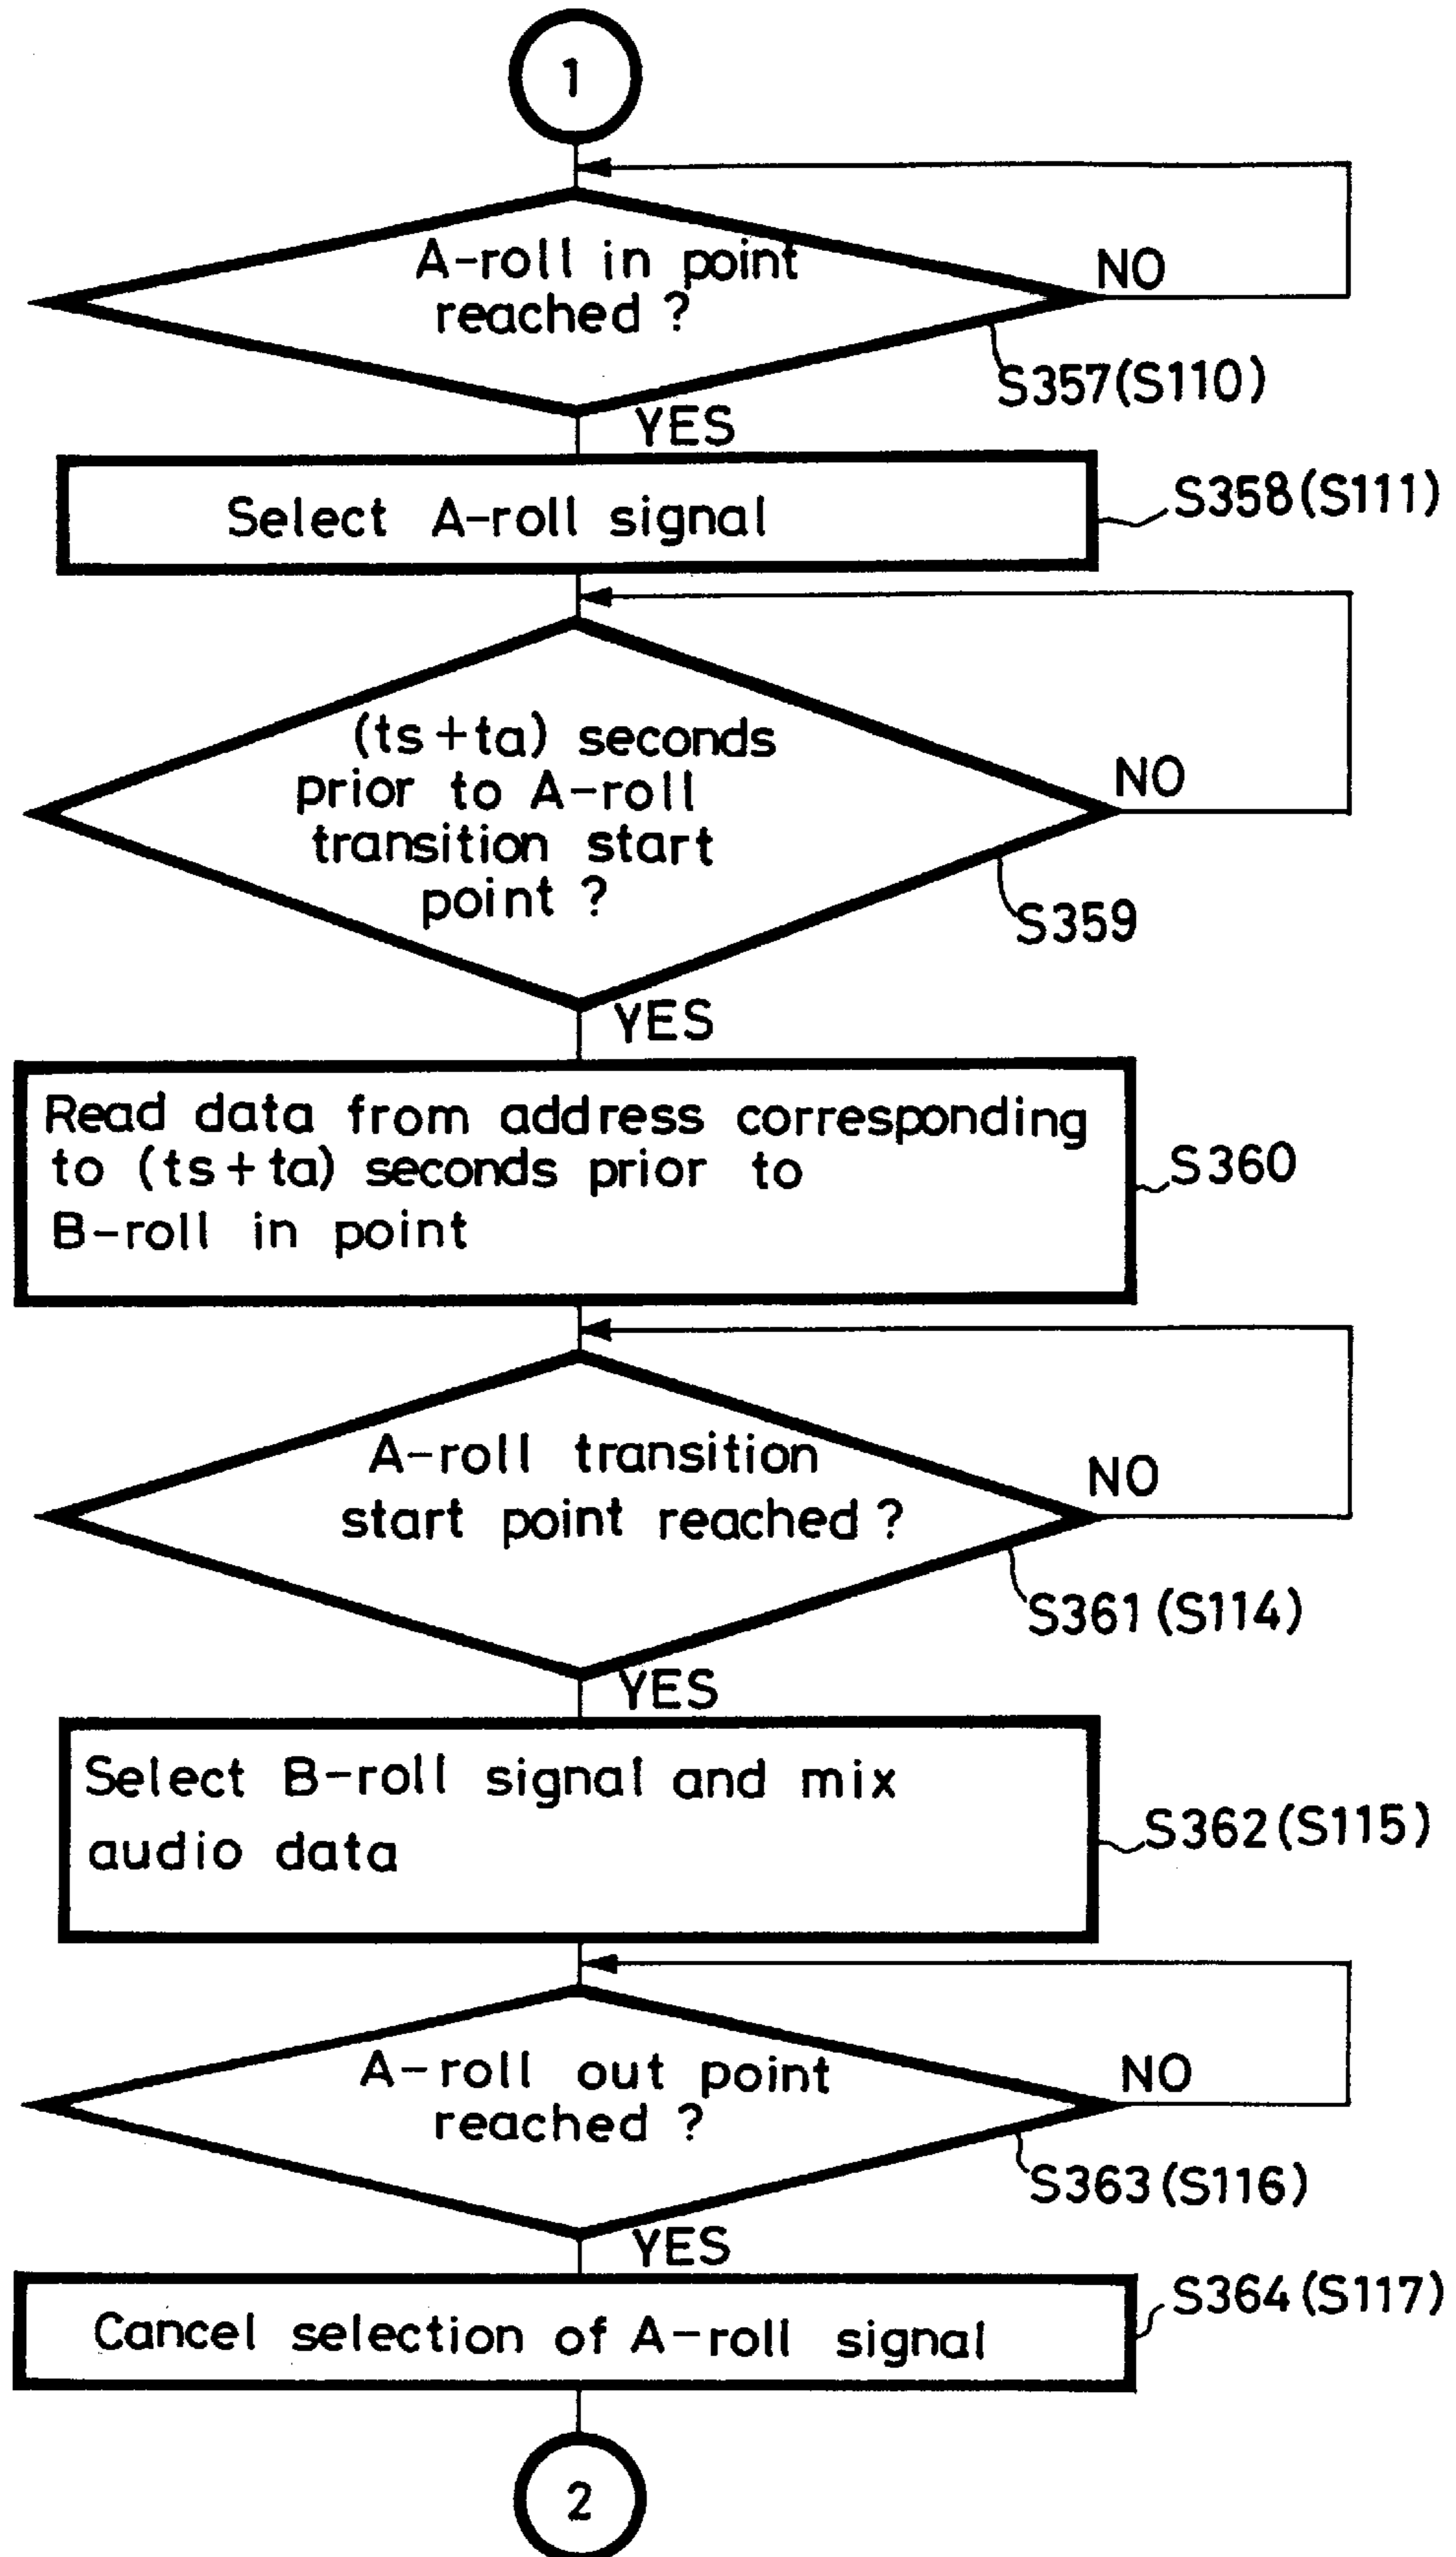 1
A-roll in point
reached ?
NO
S357(S110)
YES
Select A-roll signal
S358(S111)
(ts+ta) seconds
prior to A-roll
transition start
point ?
NO
S359
YES
Read data from address corresponding
to (ts+ta) seconds prior to
B-roll in point
S360
A-roll transition
start point reached ?
NO
S361(S114)
YES
Select B-roll signal and mix
audio data
S362(S115)
A-roll out point
reached ?
NO
S363(S116)
YES
Cancel selection of A-roll signal
S364(S117)
2